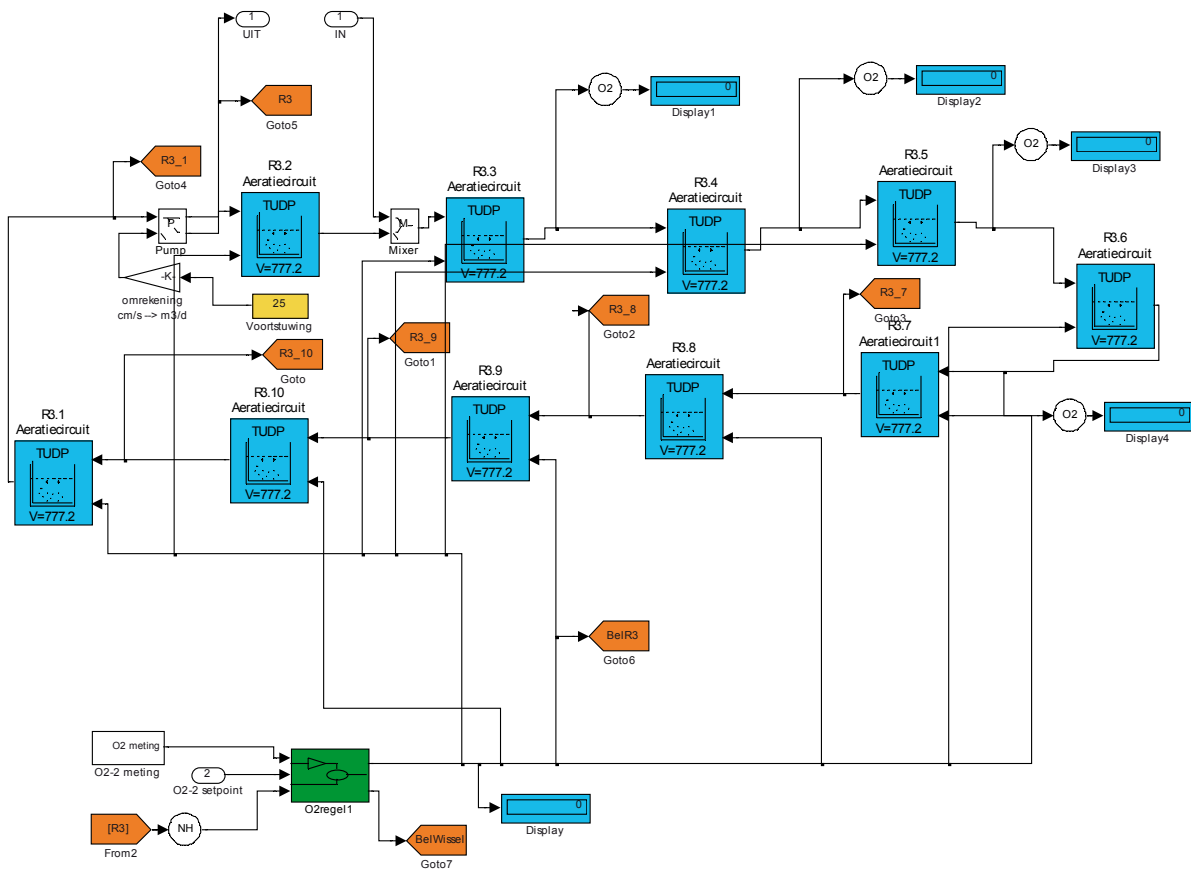 1
UIT
1
IN
R3
Goto5
O2
0
Display1
O2
0
Display2
O2
0
Display3
R3_1
Goto4
R3.2
Aeratiecircuit
TUDP
V=777.2
P
Pump
M
Mixer
R3.3
Aeratiecircuit
TUDP
V=777.2
R3.4
Aeratiecircuit
TUDP
V=777.2
R3.5
Aeratiecircuit
TUDP
V=777.2
R3.6
Aeratiecircuit
TUDP
V=777.2
-K-
omrekening
cm/s --> m3/d
25
Voortstuwing
R3_10
Goto
R3_9
Goto1
R3_8
Goto2
R3_7
Goto3
R3.7
Aeratiecircuit1
TUDP
V=777.2
R3.8
Aeratiecircuit
TUDP
V=777.2
R3.9
Aeratiecircuit
TUDP
V=777.2
R3.10
Aeratiecircuit
TUDP
V=777.2
R3.1
Aeratiecircuit
TUDP
V=777.2
O2
0
Display4
BelR3
Goto6
O2 meting
O2-2 meting
2
O2-2 setpoint
[R3]
From2
NH
O2regel1
0
Display
BelWissel
Goto7